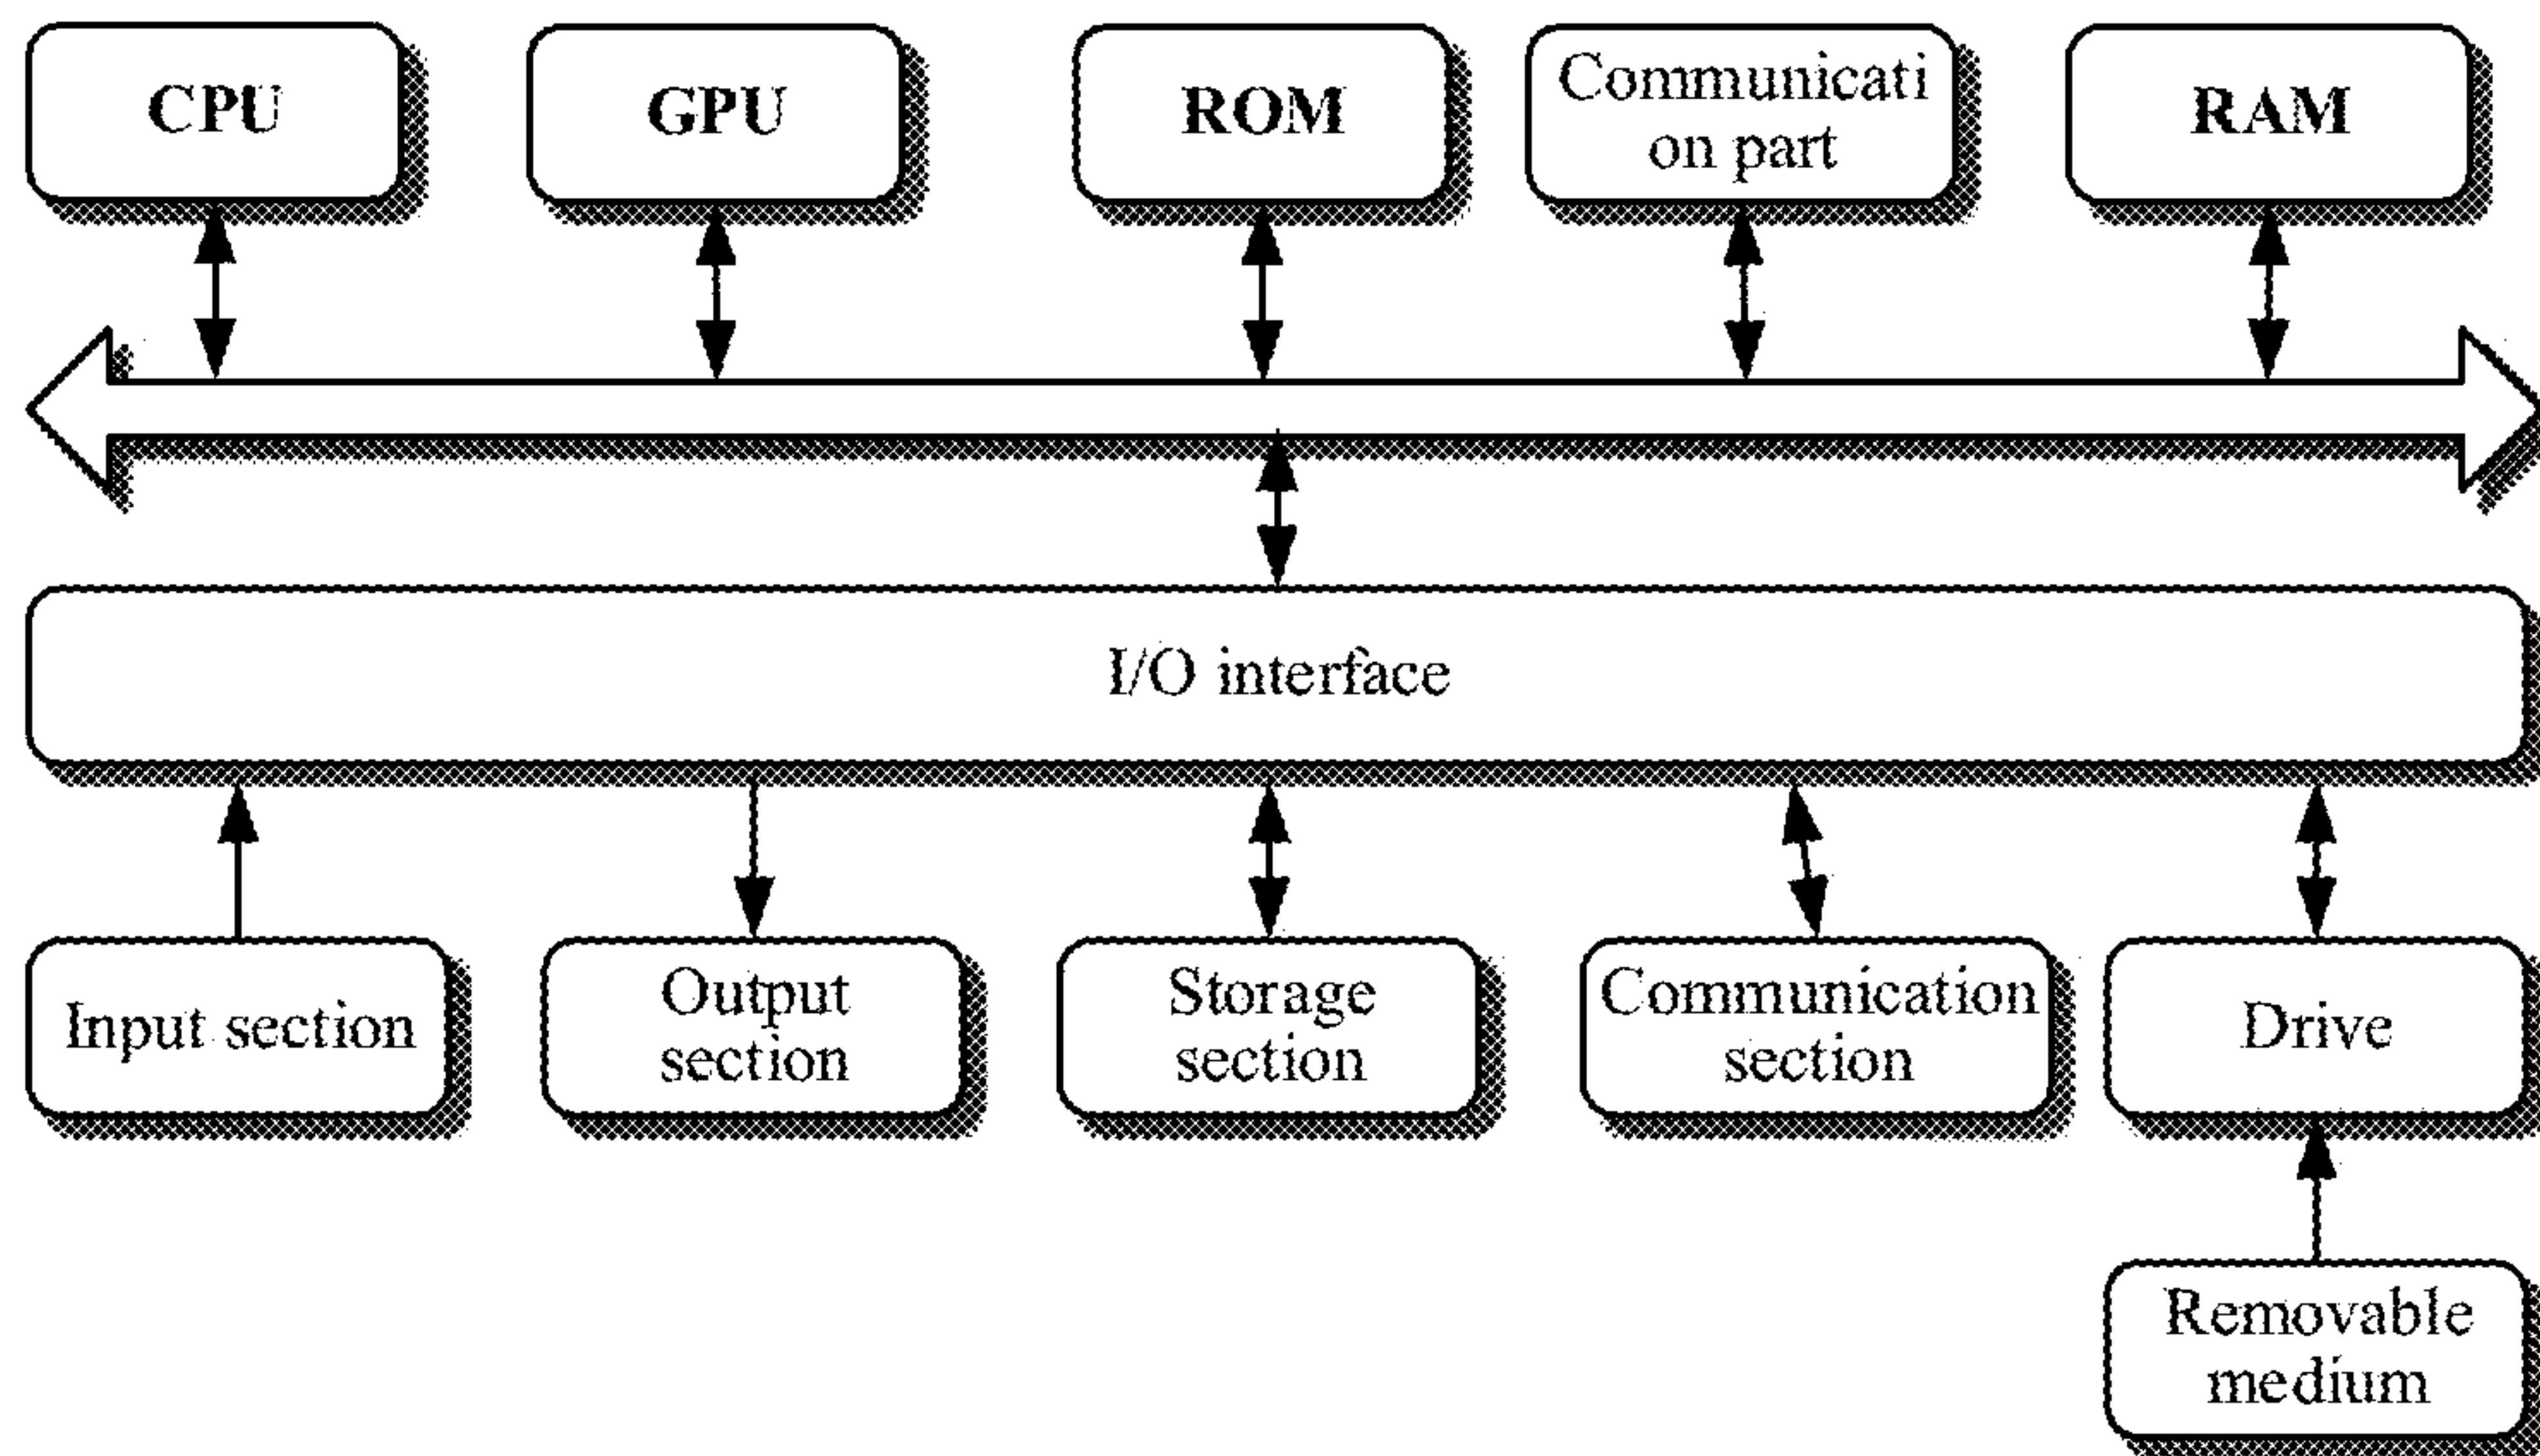 CPU
GPU
ROM
Communicati
on part
RAM
I/O interface
Input section
Output
section
Storage
section
Communication
section
Drive
Removable
medium